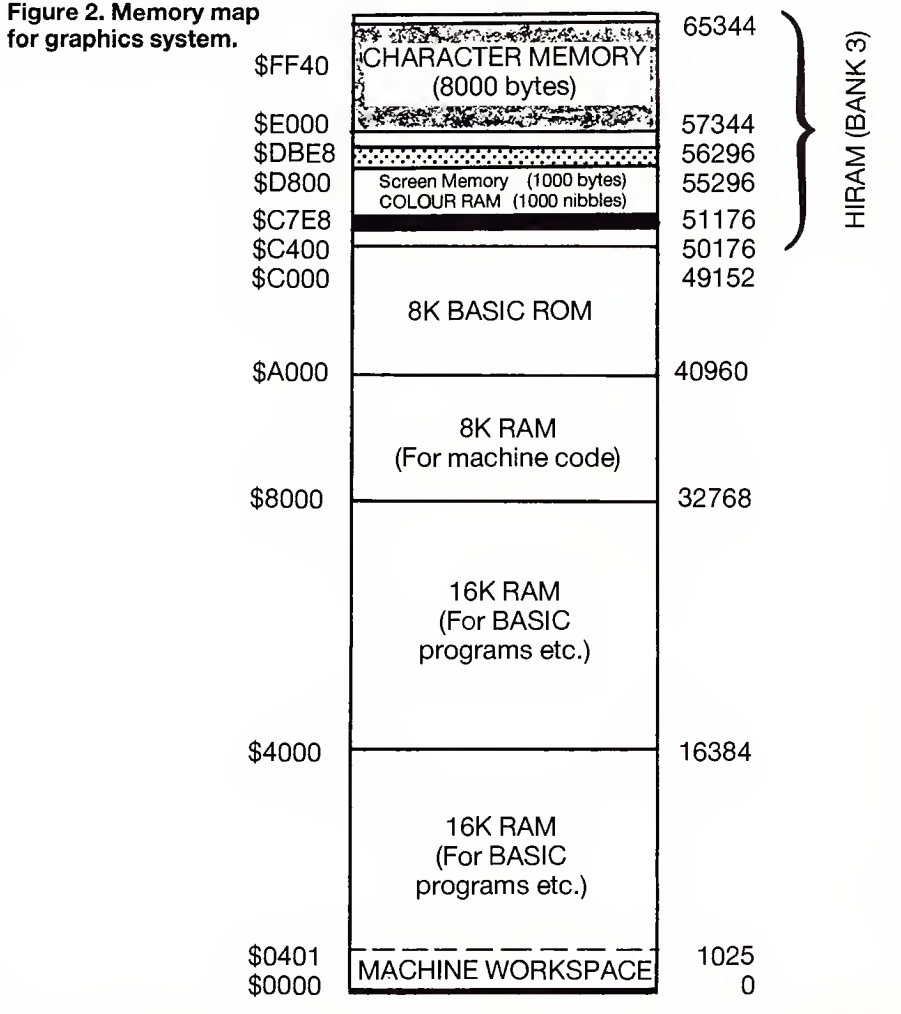 Figure 2. Memory map
for graphics system.
65344
CHARACTER MEMORY
$FF40
(8000 bytes)
$E000
57344
$DBE8
56296
$D800
Screen Memory (1000 bytes)
55296
COLOUR RAM (1000 nibbles)
$C7E8
51176
$C400
50176
$C000
49152
HIRAM (BANK 3)
8K BASIC ROM
$A000
40960
8K RAM
(For machine code)
$8000
32768
16K RAM
(For BASIC
programs etc.)
$4000
16384
16K RAM
(For BASIC
programs etc.)
$0401
1025
MACHINE WORKSPACE
$0000
0